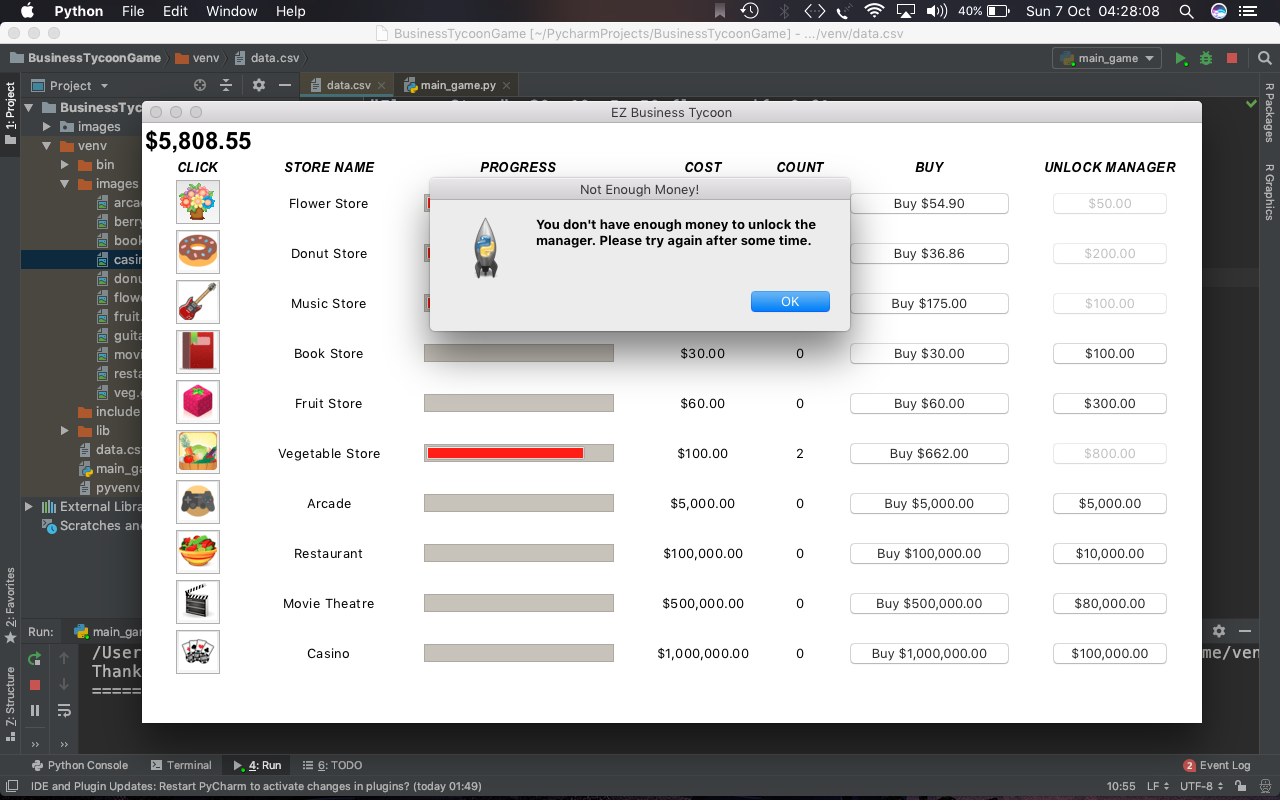 Python File Edit Window Help 40% Sun 7 Oct 04:28:08
BusinessTycoonGame [~/PycharmProjects/BusinessTycoonGame] - .../venv/data.csv
BusinessTycoonGame venv data.csv main_game
Project data.csv main_game.py
1: Project
BusinessTyc
images
venv
bin
images
arca
berry
book
casin
donu
flowe
fruit.
guita
movi
resta
veg.g
include
lib
data.cs
main_ga
pyvenv.
External Libra
Scratches and
R Packages
R Graphics
EZ Business Tycoon
$5,808.55
CLICK STORE NAME PROGRESS COST COUNT BUY UNLOCK MANAGER
Flower Store Buy $54.90 $50.00
Donut Store Buy $36.86 $200.00
Music Store Buy $175.00 $100.00
Book Store $30.00 0 Buy $30.00 $100.00
Fruit Store $60.00 0 Buy $60.00 $300.00
Vegetable Store $100.00 2 Buy $662.00 $800.00
Arcade $5,000.00 0 Buy $5,000.00 $5,000.00
Restaurant $100,000.00 0 Buy $100,000.00 $10,000.00
Movie Theatre $500,000.00 0 Buy $500,000.00 $80,000.00
Casino $1,000,000.00 0 Buy $1,000,000.00 $100,000.00
Not Enough Money!
You don't have enough money to unlock the
manager. Please try again after some time.
OK
2: Favorites
Z: Structure
Run: main_gam
/User me/ven
Thank
=====
Python Console Terminal 4: Run 6: TODO 2 Event Log
IDE and Plugin Updates: Restart PyCharm to activate changes in plugins? (today 01:49) 10:55 LF UTF-8